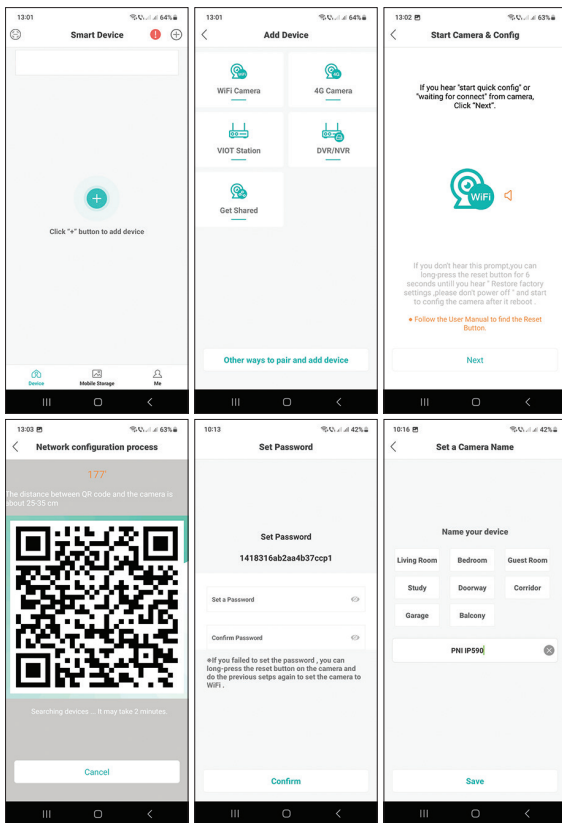 13:01
64%
Smart Device
Click "+" button to add device
Device
Mobile Storage
Me
13:01
64%
Add Device
WiFi
WiFi Camera
4G
4G Camera
VIOT Station
DVR/NVR
Get Shared
Other ways to pair and add device
13:02
63%
Start Camera & Config
If you hear "start quick config" or
"waiting for connect" from camera,
Click "Next".
WiFi
If you don't hear this prompt,you can
long-press the reset button for 6
seconds untill you hear " Restore factory
settings ,please don't power off " and start
to config the camera after it reboot .
● Follow the User Manual to find the Reset
Button.
Next
13:03
63%
Network configuration process
177
The distance between QR code and the camera is
about 25-35 cm
Searching devices ... It may take 2 minutes.
Cancel
10:13
42%
Set Password
Set Password
1418316ab2aa4b37ccp1
Set a Password
Confirm Password
※If you failed to set the password , you can
long-press the reset button on the camera and
do the previous setps again to set the camera to
WiFi .
Confirm
10:16
42%
Set a Camera Name
Name your device
Living Room
Bedroom
Guest Room
Study
Doorway
Corridor
Garage
Balcony
PNI IP590
Save